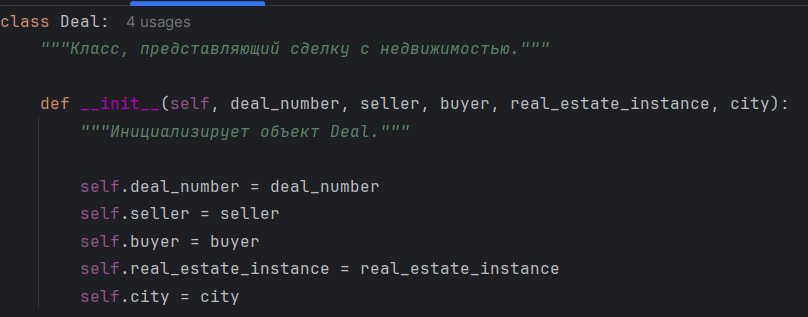 class Deal: 4 usages
"""Класс, представляющий сделку с недвижимостью."""
def __init__(self, deal_number, seller, buyer, real_estate_instance, city):
"""Инициализирует объект Deal."""
self.deal_number = deal_number
self.seller = seller
self.buyer = buyer
self.real_estate_instance = real_estate_instance
self.city = city